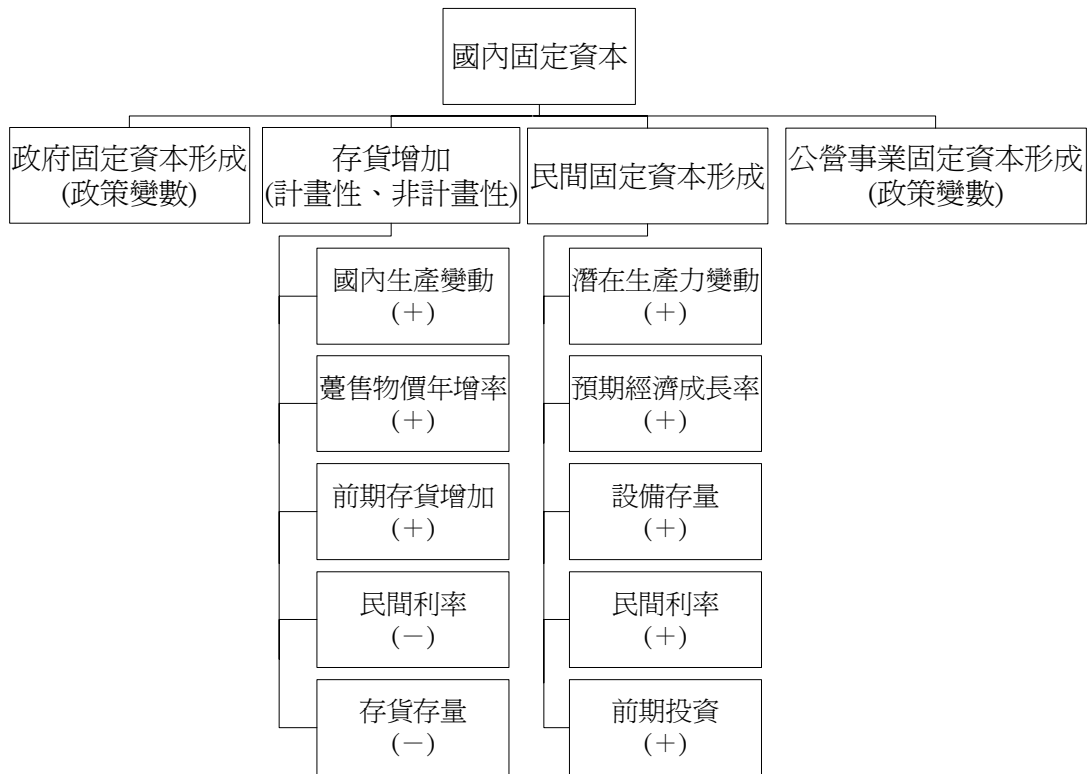 國內固定資本
政府固定資本形成
(政策變數)
存貨增加
(計畫性、非計畫性)
民間固定資本形成
公營事業固定資本形成
(政策變數)
國內生產變動
(＋)
躉售物價年增率
(＋)
前期存貨增加
(＋)
民間利率
(－)
存貨存量
(－)
潛在生產力變動
(＋)
預期經濟成長率
(＋)
設備存量
(＋)
民間利率
(＋)
前期投資
(＋)